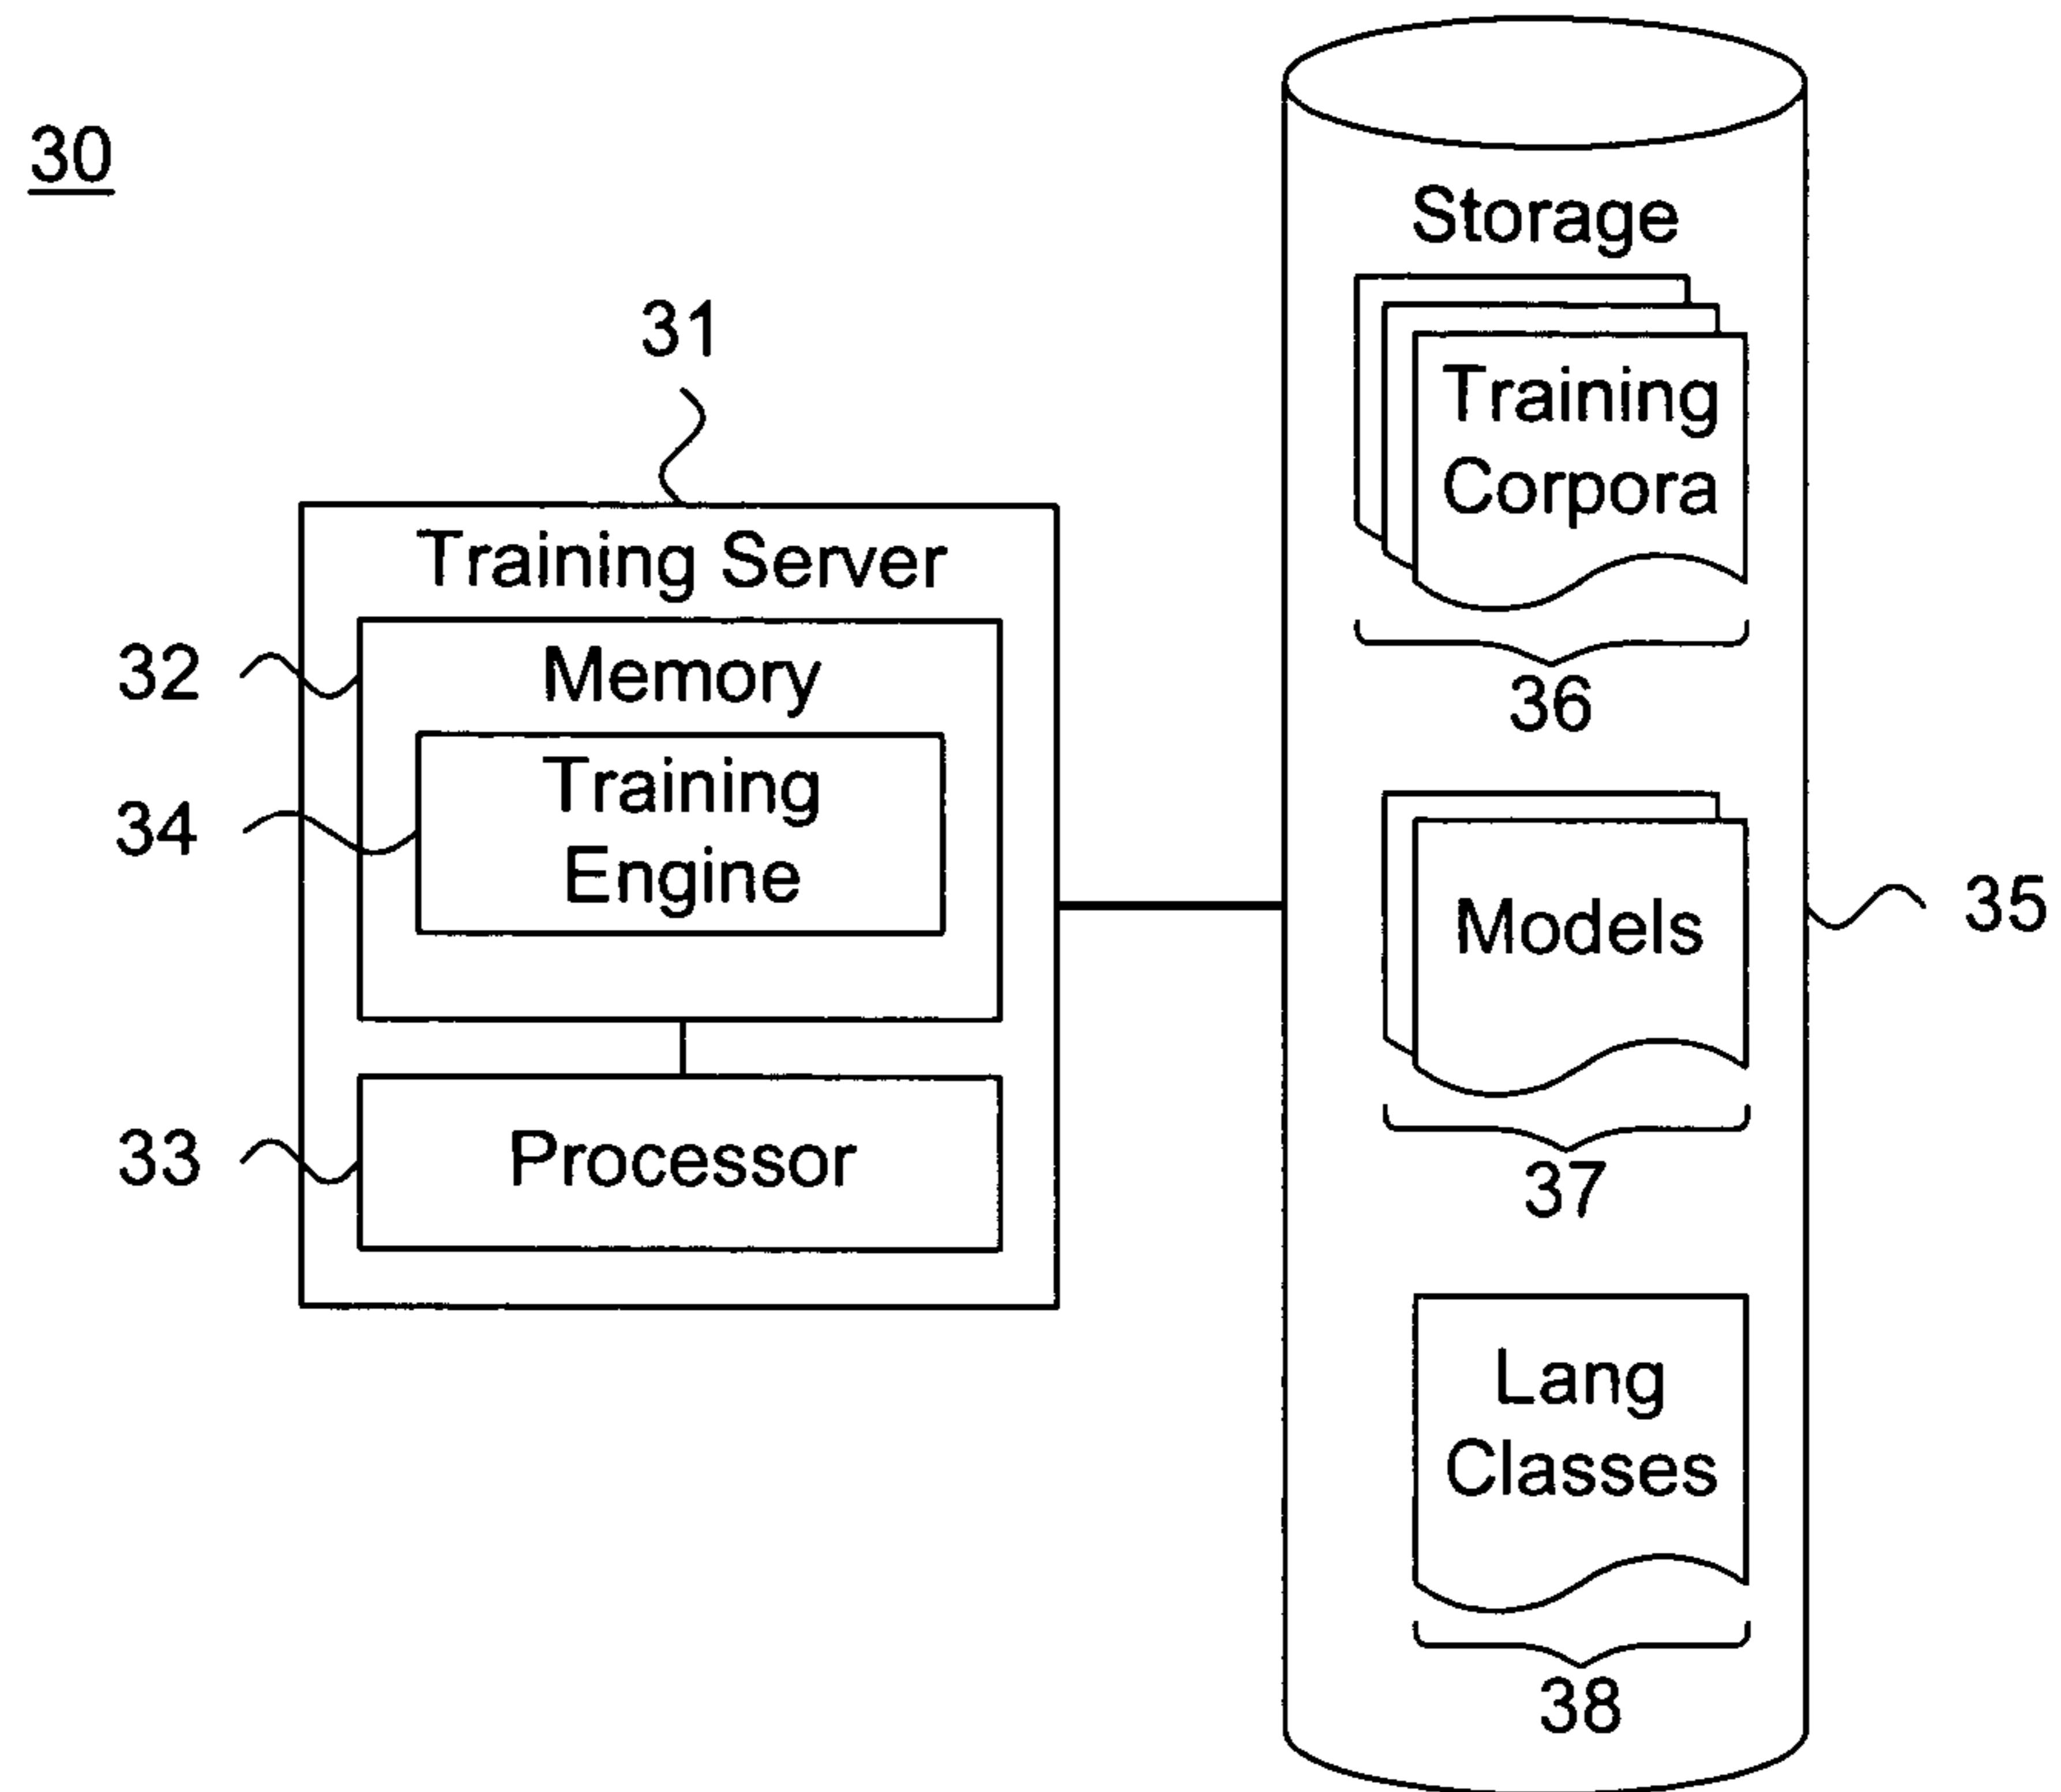 30
31
Training Server
32
Memory
34
Training
Engine
33
Processor
Storage
Training
Corpora
36
Models
37
35
Lang
Classes
38